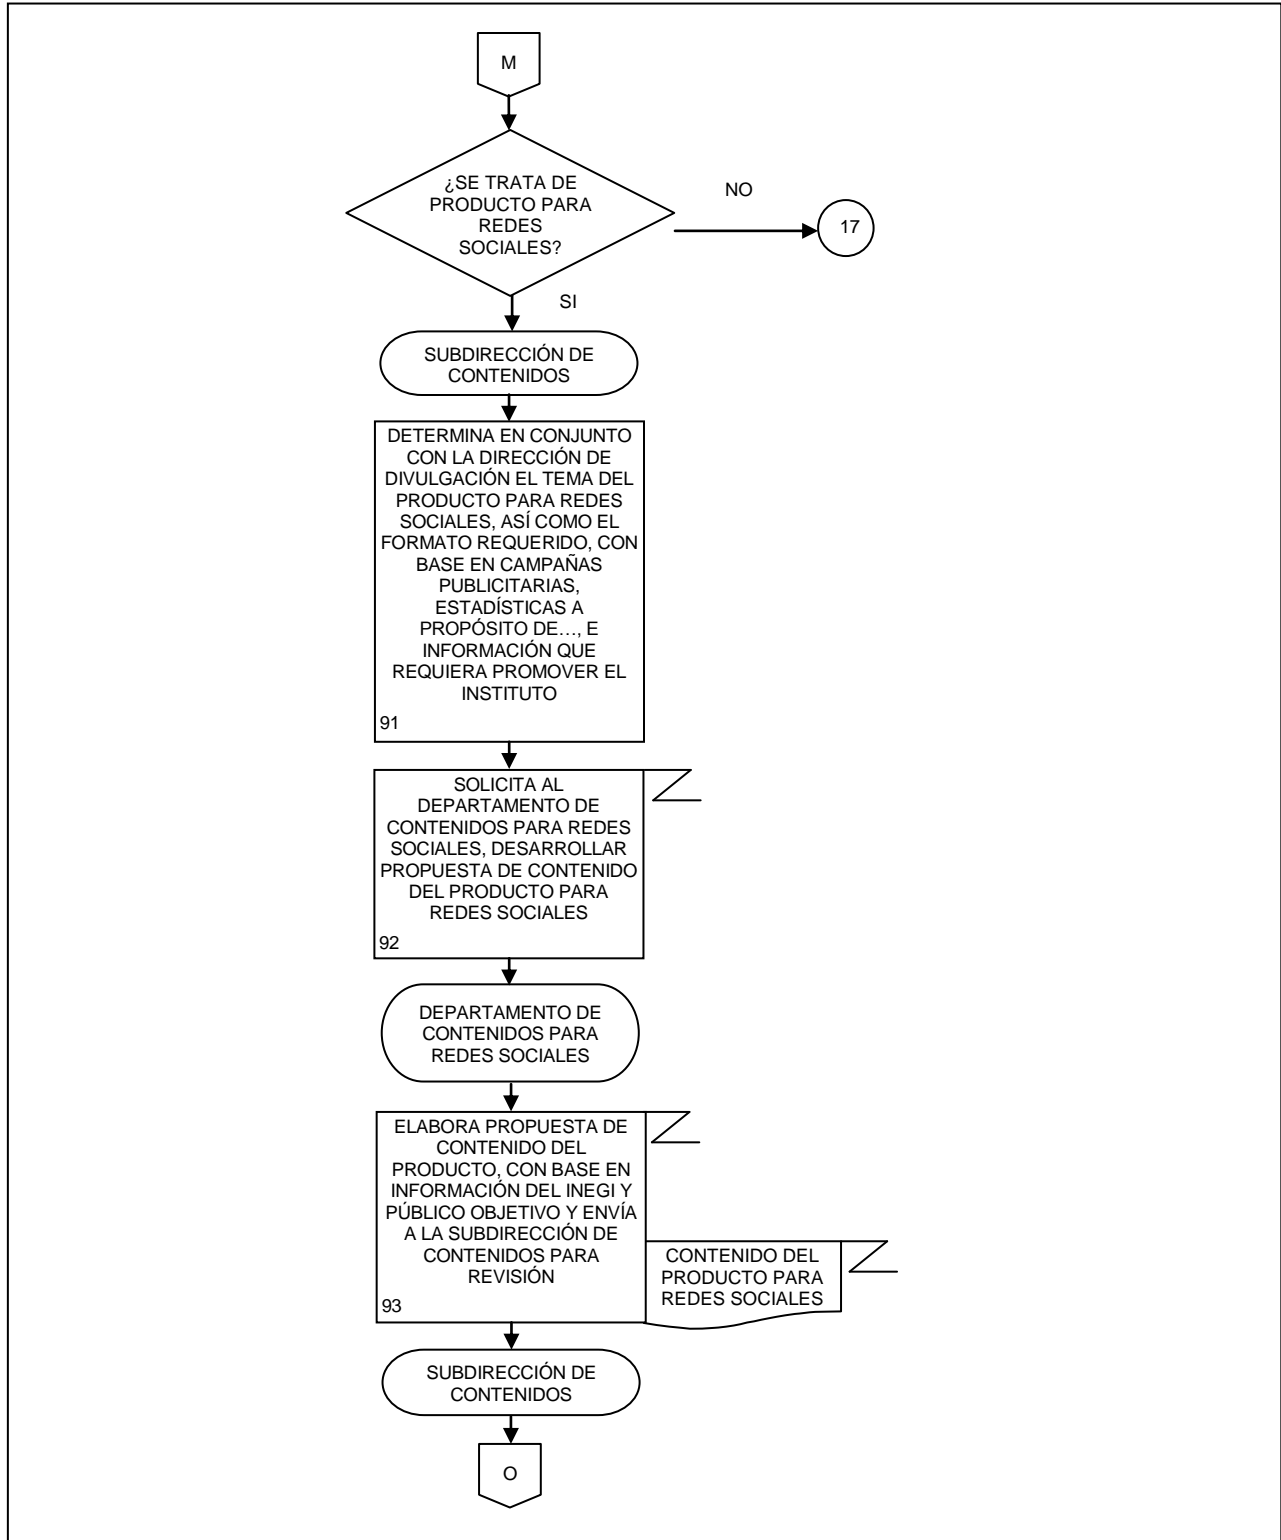 M
¿SE TRATA DE
PRODUCTO PARA
REDES
SOCIALES?
NO
17
SI
SUBDIRECCIÓN DE
CONTENIDOS
DETERMINA EN CONJUNTO
CON LA DIRECCIÓN DE
DIVULGACIÓN EL TEMA DEL
PRODUCTO PARA REDES
SOCIALES, ASÍ COMO EL
FORMATO REQUERIDO, CON
BASE EN CAMPAÑAS
PUBLICITARIAS,
ESTADÍSTICAS A
PROPÓSITO DE…, E
INFORMACIÓN QUE
REQUIERA PROMOVER EL
INSTITUTO
91
SOLICITA AL
DEPARTAMENTO DE
CONTENIDOS PARA REDES
SOCIALES, DESARROLLAR
PROPUESTA DE CONTENIDO
DEL PRODUCTO PARA
REDES SOCIALES
92
DEPARTAMENTO DE
CONTENIDOS PARA
REDES SOCIALES
ELABORA PROPUESTA DE
CONTENIDO DEL
PRODUCTO, CON BASE EN
INFORMACIÓN DEL INEGI Y
PÚBLICO OBJETIVO Y ENVÍA
A LA SUBDIRECCIÓN DE
CONTENIDOS PARA
REVISIÓN
93
CONTENIDO DEL
PRODUCTO PARA
REDES SOCIALES
SUBDIRECCIÓN DE
CONTENIDOS
O